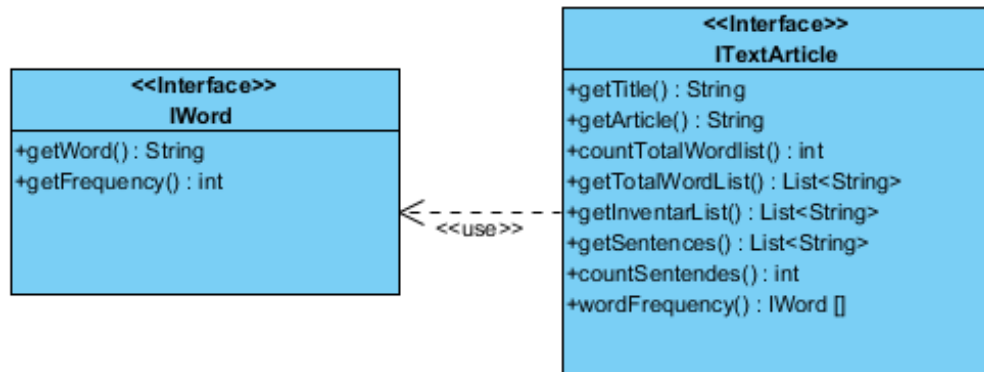 <<Interface>>
IWord
+getWord() : String
+getFrequency() : int
<<use>>
<<Interface>>
ITextArticle
+getTitle() : String
+getArticle() : String
+countTotalWordlist() : int
+getTotalWordList() : List<String>
+getInventarList() : List<String>
+getSentences() : List<String>
+countSentendes() : int
+wordFrequency() : IWord []